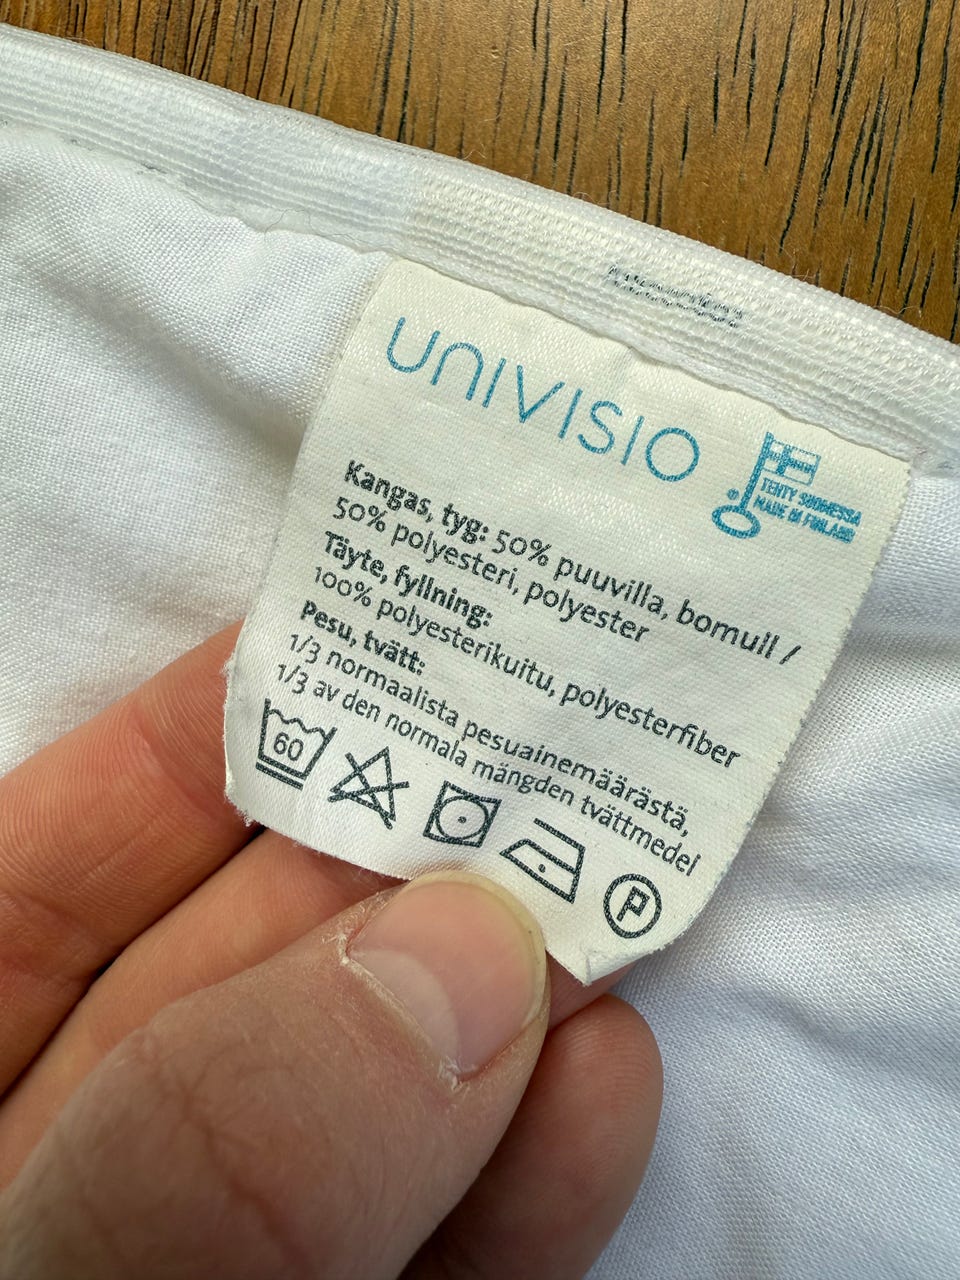 UNIVISIO
TEHTY SUOMESSA
MADE IN FINLAND
®
Kangas, tyg: 50% puuvilla, bomull /
50% polyesteri, polyester
Täyte, fyllning:
100% polyesterikuitu, polyesterfiber
Pesu, tvätt:
1/3 normaalista pesuainemäärästä,
1/3 av den normala mängden tvättmedel
60
P